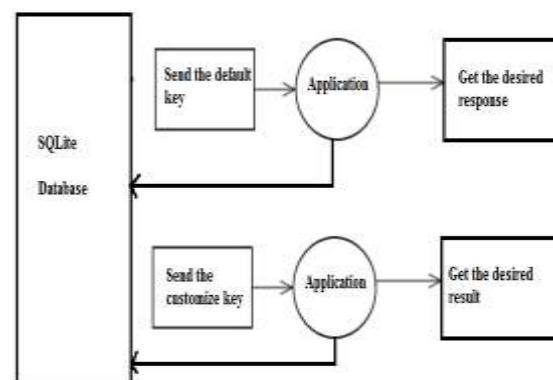 SQLite
Database
Send the default
key
Application
Get the desired
response
Send the
customize key
Application
Get the desired
result